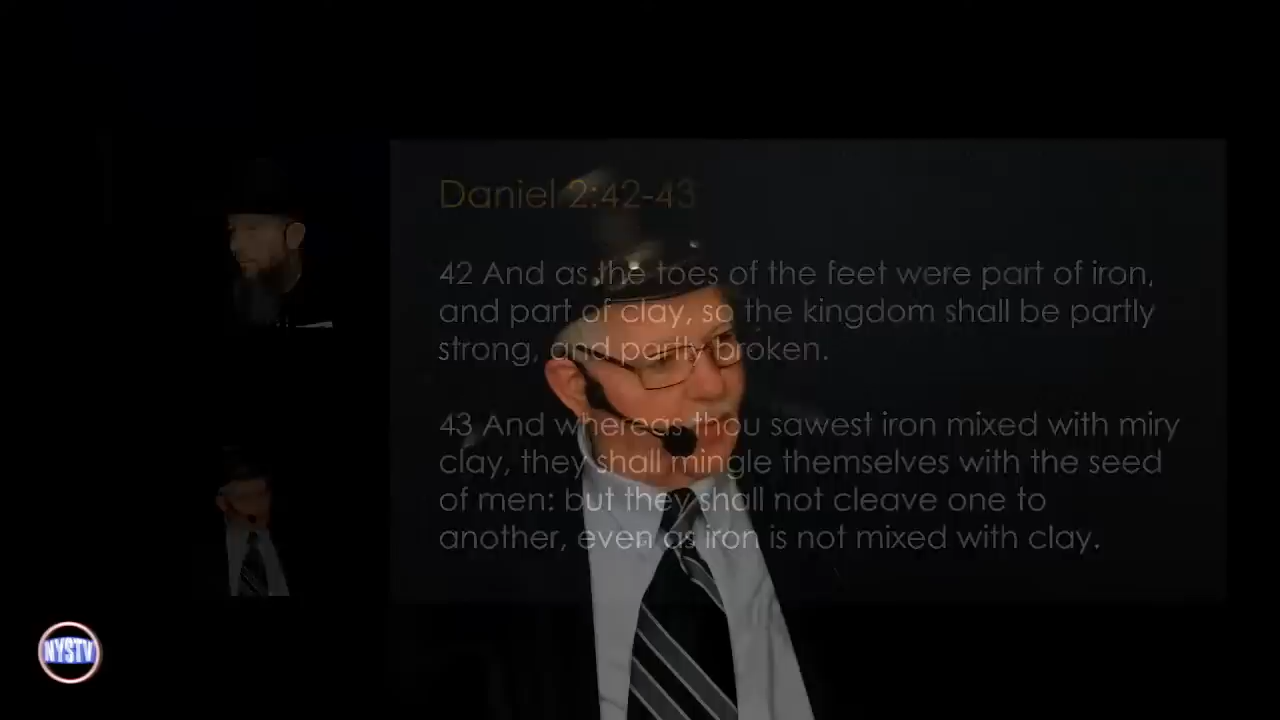 Daniel 2:42-43
42 And as the toes of the feet were part of iron,
and part of clay, so the kingdom shall be partly
strong, and partly broken.
43 And whereas thou sawest iron mixed with miry
clay, they shall mingle themselves with the seed
of men: but they shall not cleave one to
another, even as iron is not mixed with clay.
NYSTV